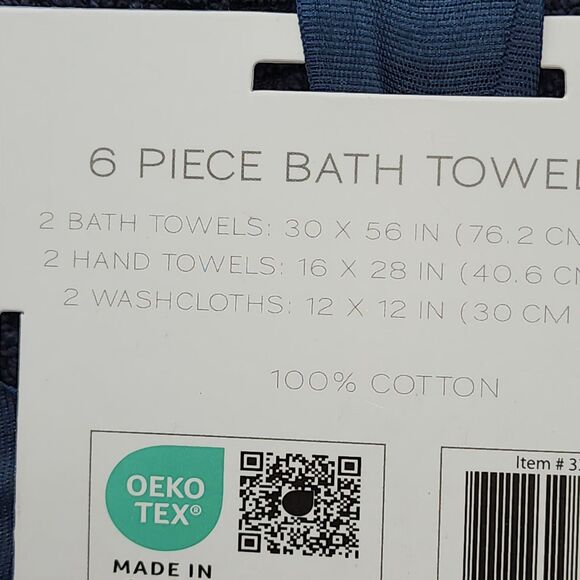 6 PIECE BATH TOWEL
2 BATH TOWELS: 30 X 56 IN (76.2 CM
2 HAND TOWELS: 16 X 28 IN (40.6 CM
2 WASHCLOTHS: 12 X 12 IN (30 CM
100% COTTON
OEKO
TEX®
MADE IN
Item # 3